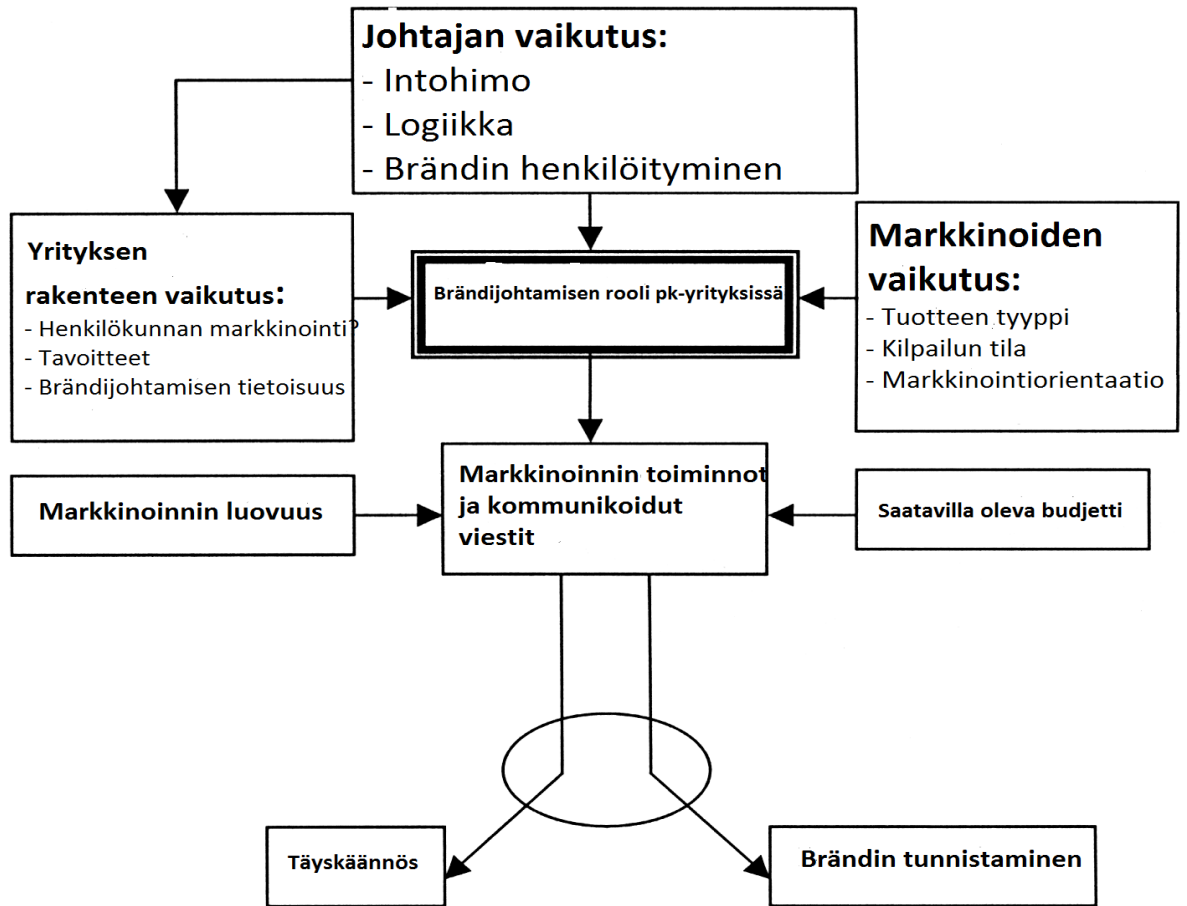 Johtajan vaikutus:
- Intohimo
- Logiikka
- Brändin henkilöityminen
Yrityksen
rakenteen vaikutus:
- Henkilökunnan markkinointi?
- Tavoitteet
- Brändijohtamisen tietoisuus
Brändijohtamisen rooli pk-yrityksissä
Markkinoiden
vaikutus:
- Tuotteen tyyppi
- Kilpailun tila
- Markkinointiorientaatio
Markkinoinnin luovuus
Markkinoinnin toiminnot
ja kommunikoidut
viestit
Saatavilla oleva budjetti
Täyskäännös
Brändin tunnistaminen